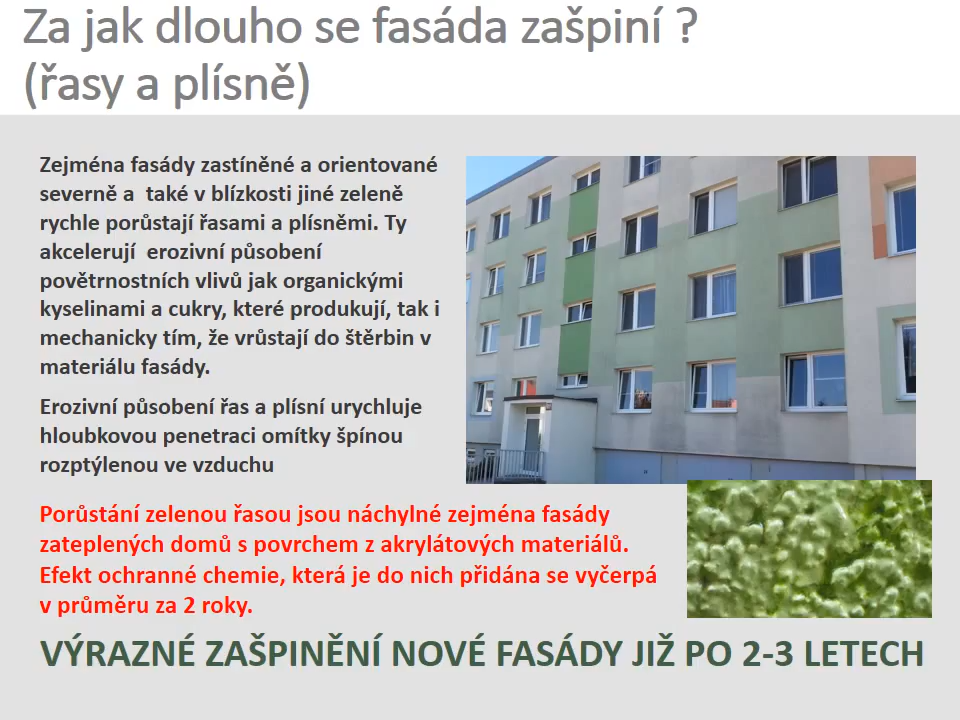 Za jak dlouho se fasáda zašpiní ?
(řasy a plísně)
Zejména fasády zastíněné a orientované
severně a  také v blízkosti jiné zeleně
rychle porůstají řasami a plísněmi. Ty
akcelerují  erozivní působení
povětrnostních vlivů jak organickými
kyselinami a cukry, které produkují, tak i
mechanicky tím, že vrůstají do štěrbin v
materiálu fasády.
Erozivní působení řas a plísní urychluje
hloubkovou penetraci omítky špínou
rozptýlenou ve vzduchu
Porůstání zelenou řasou jsou náchylné zejména fasády
zateplených domů s povrchem z akrylátových materiálů.
Efekt ochranné chemie, která je do nich přidána se vyčerpá
v průměru za 2 roky.
VÝRAZNÉ ZAŠPINĚNÍ NOVÉ FASÁDY JIŽ PO 2-3 LETECH